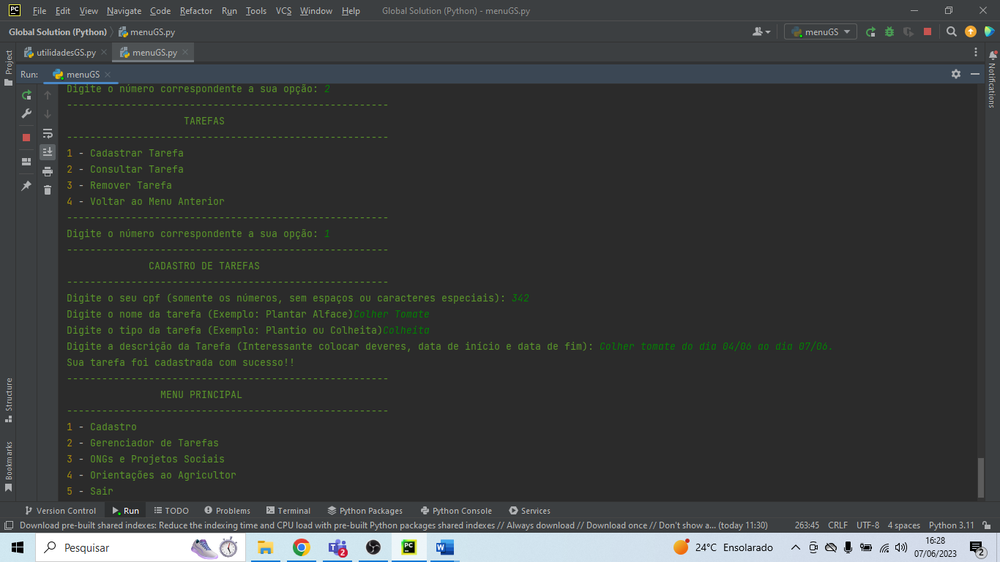 File Edit View Navigate Code Refactor Run Tools VCS Window Help Global Solution (Python) - menuGS.py
Global Solution (Python) menuGS.py menuGS
utilidadesGS.py menuGS.py
Project
Notifications
Run: menuGS
Digite o número correspondente a sua opção: 2
-------------------------------------------------------
TAREFAS
-------------------------------------------------------
1 - Cadastrar Tarefa
2 - Consultar Tarefa
3 - Remover Tarefa
4 - Voltar ao Menu Anterior
-------------------------------------------------------
Digite o número correspondente a sua opção: 1
-------------------------------------------------------
CADASTRO DE TAREFAS
-------------------------------------------------------
Digite o seu cpf (somente os números, sem espaços ou caracteres especiais): 342
Digite o nome da tarefa (Exemplo: Plantar Alface)Colher Tomate
Digite o tipo da tarefa (Exemplo: Plantio ou Colheita)Colheita
Digite a descrição da Tarefa (Interessante colocar deveres, data de início e data de fim): Colher tomate do dia 04/06 ao dia 07/06.
Sua tarefa foi cadastrada com sucesso!!
-------------------------------------------------------
MENU PRINCIPAL
-------------------------------------------------------
1 - Cadastro
2 - Gerenciador de Tarefas
3 - ONGs e Projetos Sociais
4 - Orientações ao Agricultor
5 - Sair
Structure
Bookmarks
Version Control Run TODO Problems Terminal Python Packages Python Console Services
Download pre-built shared indexes: Reduce the indexing time and CPU load with pre-built Python packages shared indexes // Always download // Download once // Don't show a... (today 11:30) 263:45 CRLF UTF-8 4 spaces Python 3.11
Pesquisar 2 24°C Ensolarado 16:28
07/06/2023 2